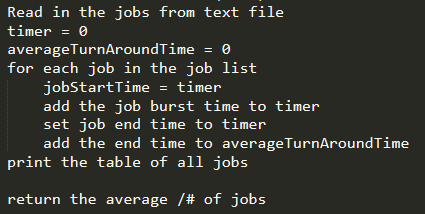 Read in the jobs from text file
timer = 0
averageTurnAroundTime = 0
for each job in the job list
    jobStartTime = timer
    add the job burst time to timer
    set job end time to timer
    add the end time to averageTurnAroundTime
print the table of all jobs

return the average /# of jobs